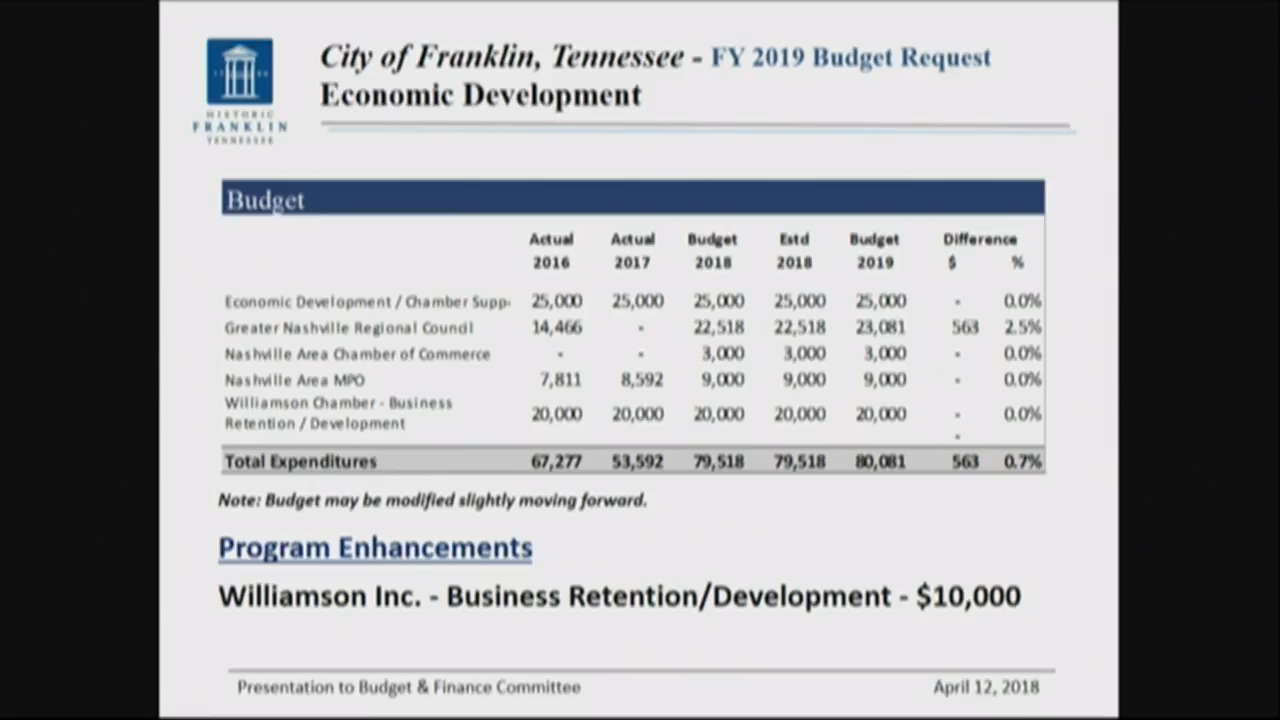 HISTORIC
FRANKLIN
TENNESSEE
City of Franklin, Tennessee - FY 2019 Budget Request
Economic Development
Budget
Actual Actual Budget Estd Budget Difference
2016 2017 2018 2018 2019 $ %
Economic Development / Chamber Supp 25,000 25,000 25,000 25,000 25,000 - 0.0%
Greater Nashville Regional Council 14,466 - 22,518 22,518 23,081 563 2.5%
Nashville Area Chamber of Commerce - - 3,000 3,000 3,000 - 0.0%
Nashville Area MPO 7,811 8,592 9,000 9,000 9,000 - 0.0%
Williamson Chamber - Business
Retention / Development 20,000 20,000 20,000 20,000 20,000 - 0.0%
-
Total Expenditures 67,277 53,592 79,518 79,518 80,081 563 0.7%
Note: Budget may be modified slightly moving forward.
Program Enhancements
Williamson Inc. - Business Retention/Development - $10,000
Presentation to Budget & Finance Committee April 12, 2018